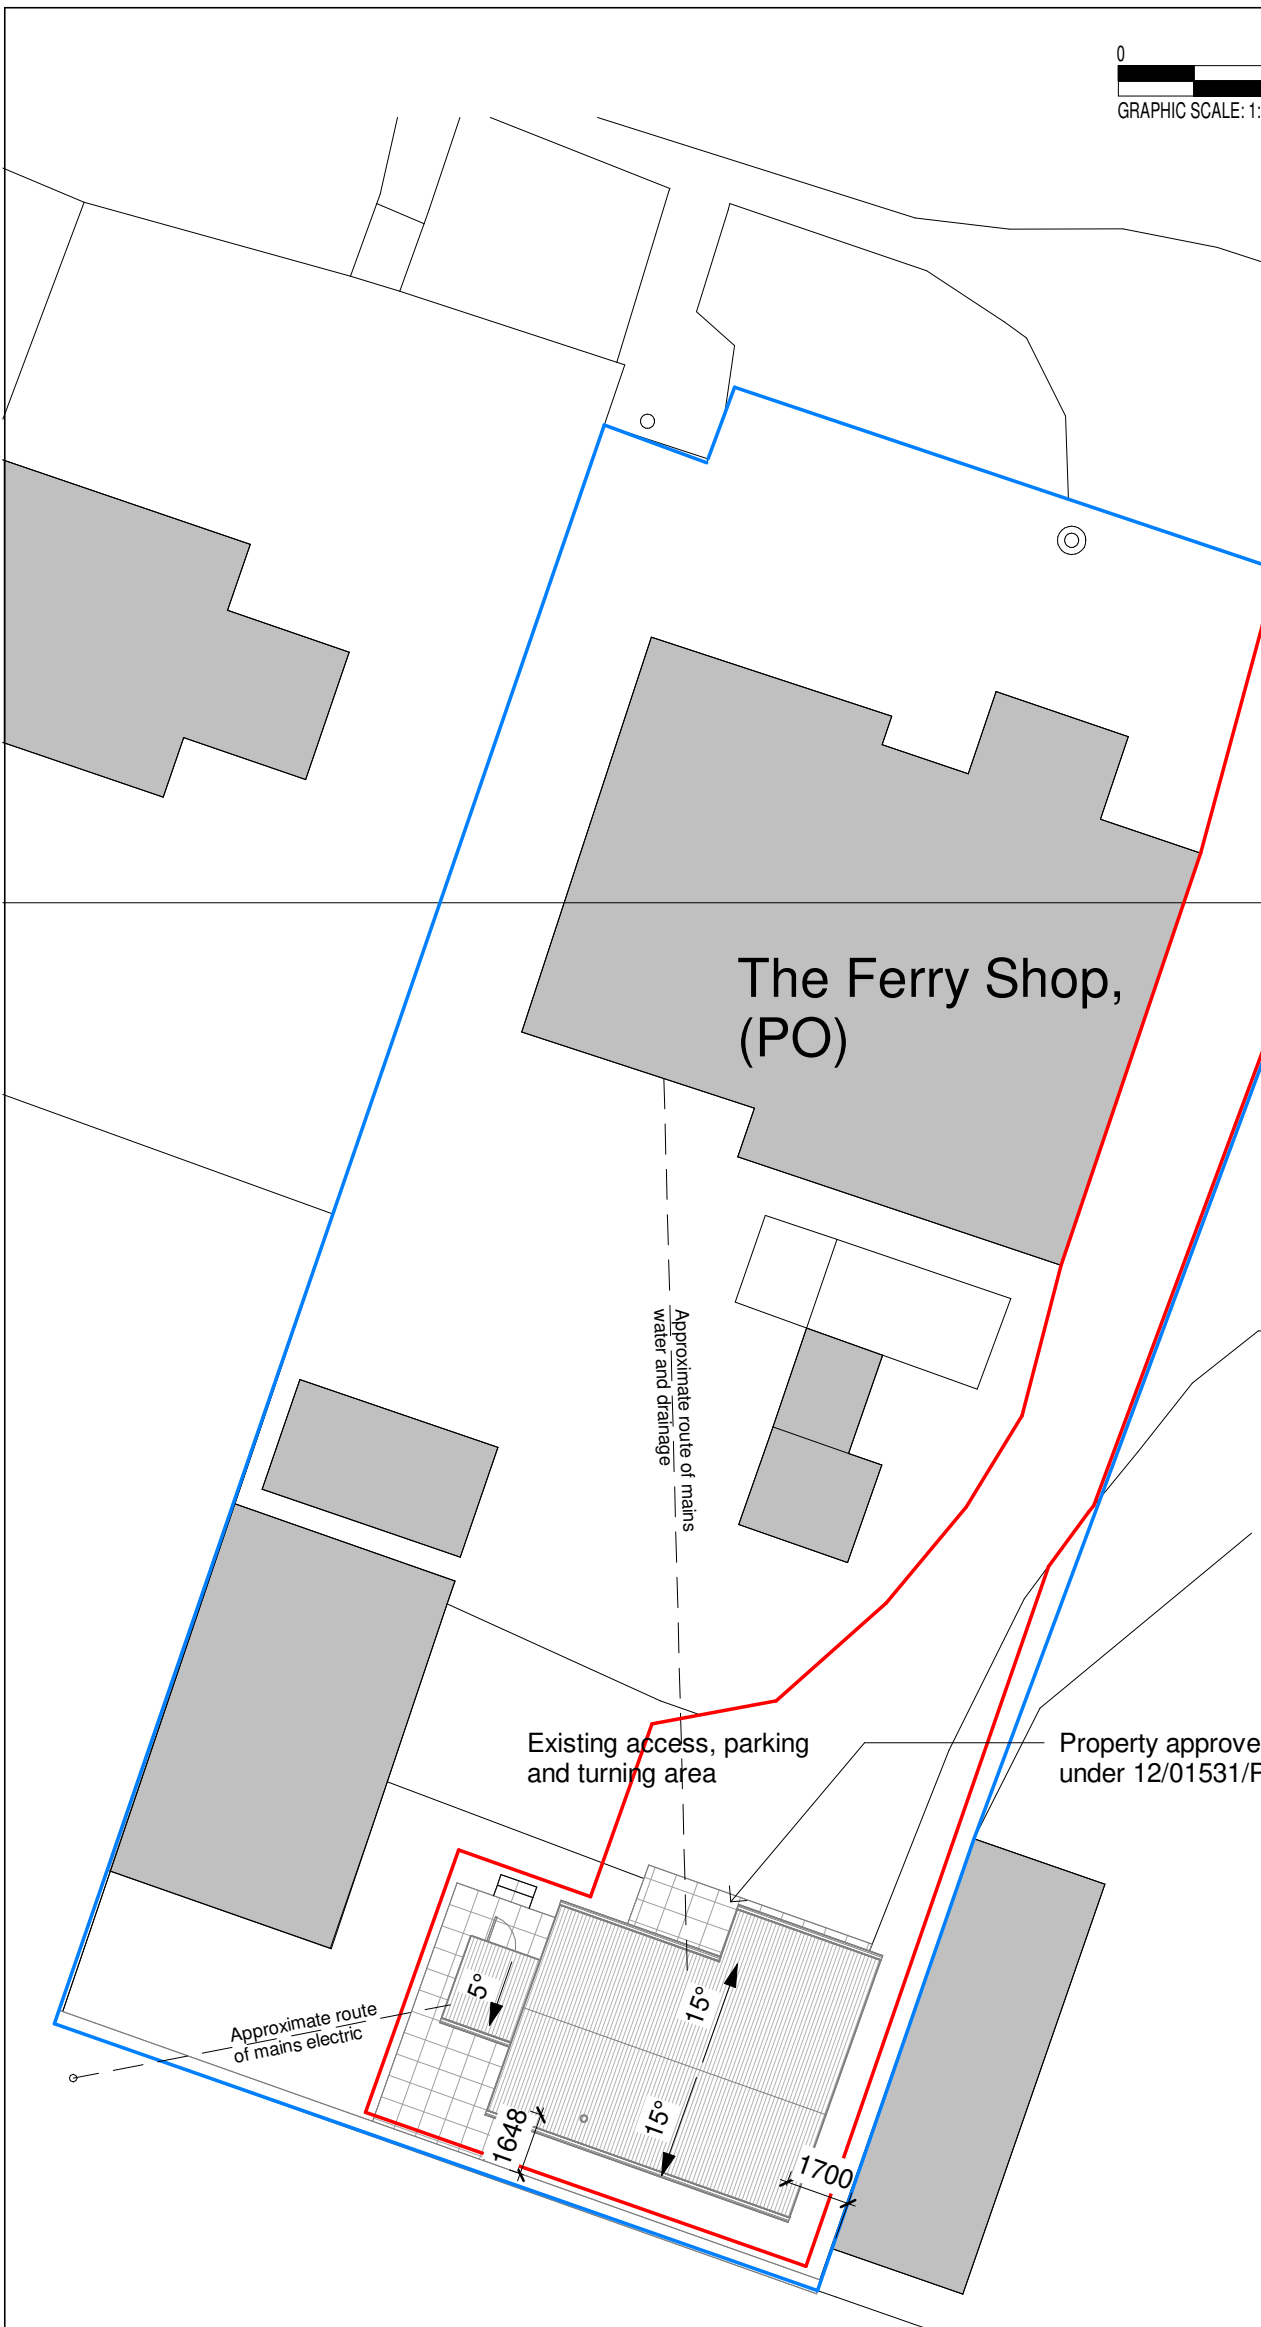 0
GRAPHIC SCALE: 1:
The Ferry Shop,
(PO)
Approximate route of mains
water and drainage
Existing access, parking
and turning area
Property approve
under 12/01531/
5°
15°
15°
Approximate route
of mains electric
1648
1700